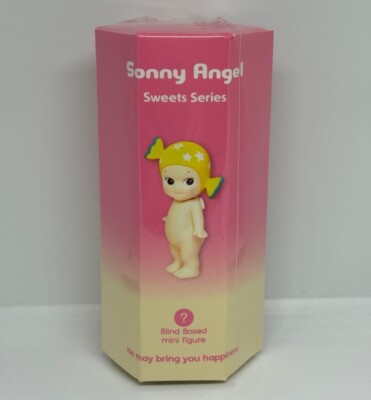 Sonny Angel
Sweets Series
?
Blind Boxed
mini figure
may bring you happiness